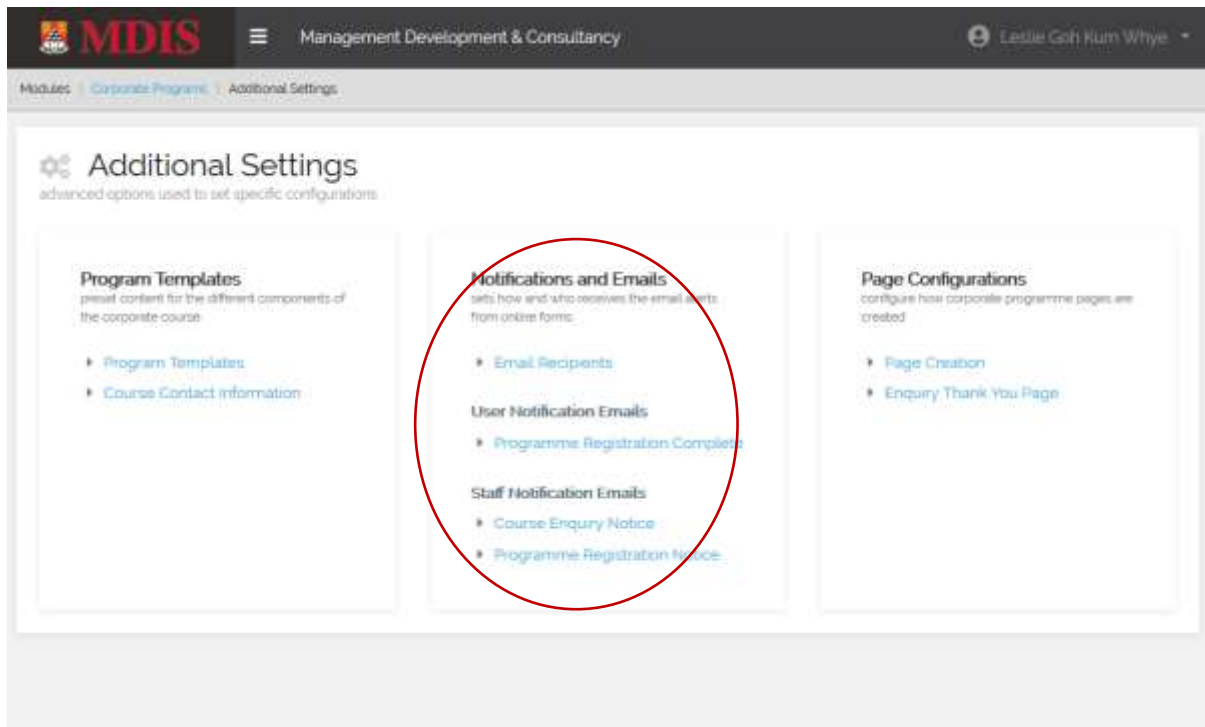 MDIS
Management Development & Consultancy
Leslie Goh Kum Whye
Modules | Corporate Programs | Additional Settings
Additional Settings
advanced options used to set specific configurations
Program Templates
preset content for the different components of
the corporate course
Program Templates
Course Contact Information
Notifications and Emails
sets how and who receives the email alerts
from online forms
Email Recipients
User Notification Emails
Programme Registration Complete
Staff Notification Emails
Course Enquiry Notice
Programme Registration Notice
Page Configurations
configure how corporate programme pages are
created
Page Creation
Enquiry Thank You Page